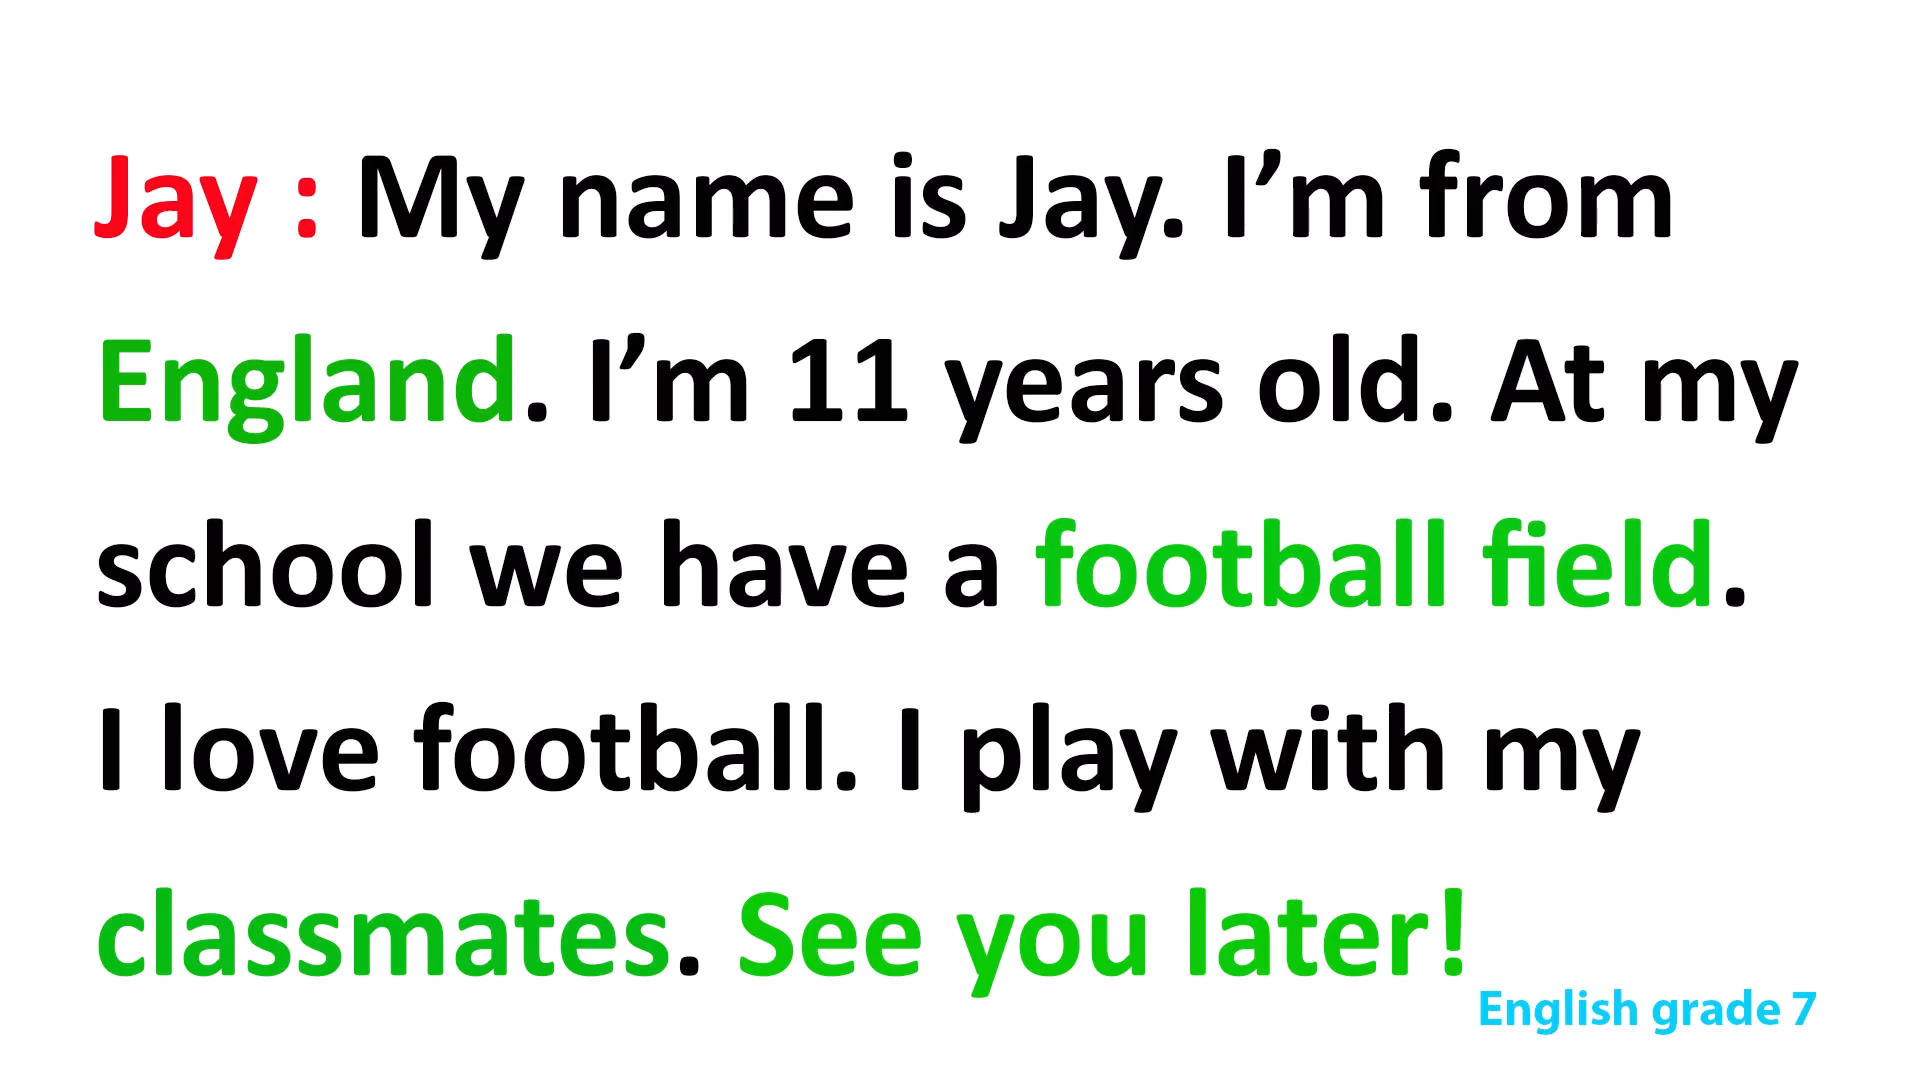 Jay : My name is Jay. I’m from
England. I’m 11 years old. At my
school we have a football field.
I love football. I play with my
classmates. See you later!
English grade 7